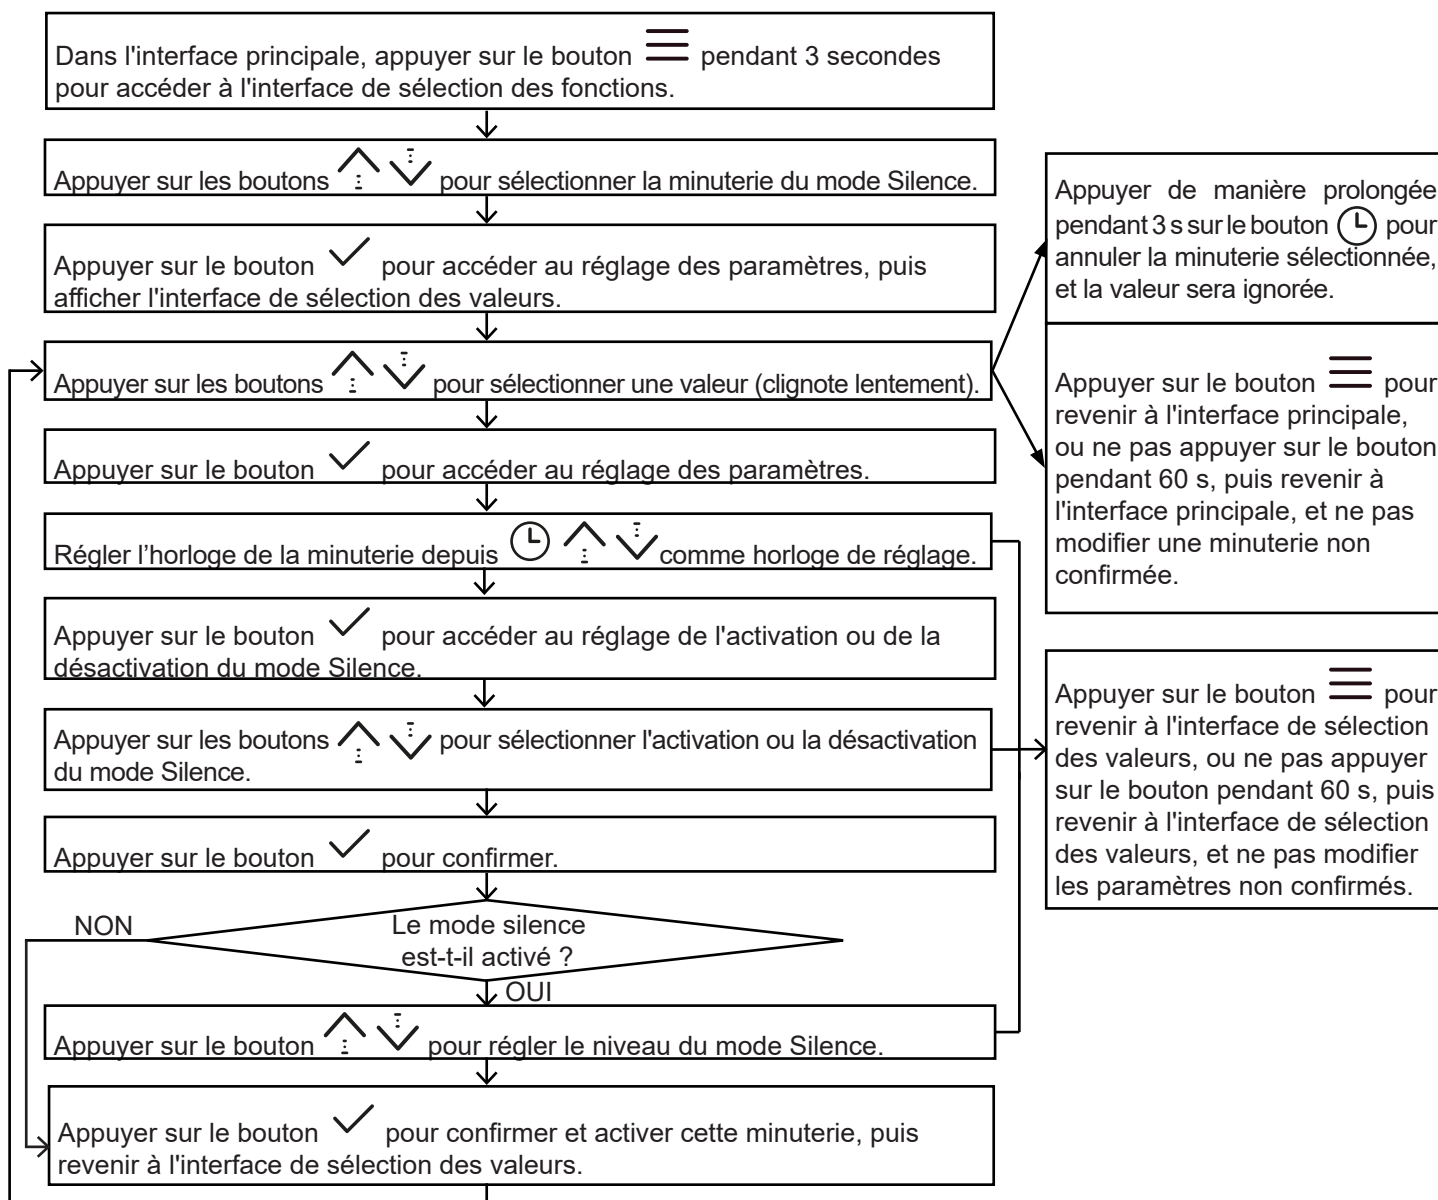 Dans l'interface principale, appuyer sur le bouton pendant 3 secondes
pour accéder à l'interface de sélection des fonctions.
Appuyer sur les boutons pour sélectionner la minuterie du mode Silence.
Appuyer sur le bouton pour accéder au réglage des paramètres, puis
afficher l'interface de sélection des valeurs.
Appuyer sur les boutons pour sélectionner une valeur (clignote lentement).
Appuyer sur le bouton pour accéder au réglage des paramètres.
Régler l’horloge de la minuterie depuis comme horloge de réglage.
Appuyer sur le bouton pour accéder au réglage de l'activation ou de la
désactivation du mode Silence.
Appuyer sur les boutons pour sélectionner l'activation ou la désactivation
du mode Silence.
Appuyer sur le bouton pour confirmer.
NON
Le mode silence
est-t-il activé ?
OUI
Appuyer sur le bouton pour régler le niveau du mode Silence.
Appuyer sur le bouton pour confirmer et activer cette minuterie, puis
revenir à l'interface de sélection des valeurs.
Appuyer de manière prolongée
pendant 3 s sur le bouton pour
annuler la minuterie sélectionnée,
et la valeur sera ignorée.
Appuyer sur le bouton pour
revenir à l'interface principale,
ou ne pas appuyer sur le bouton
pendant 60 s, puis revenir à
l'interface principale, et ne pas
modifier une minuterie non
confirmée.
Appuyer sur le bouton pour
revenir à l'interface de sélection
des valeurs, ou ne pas appuyer
sur le bouton pendant 60 s, puis
revenir à l'interface de sélection
des valeurs, et ne pas modifier
les paramètres non confirmés.